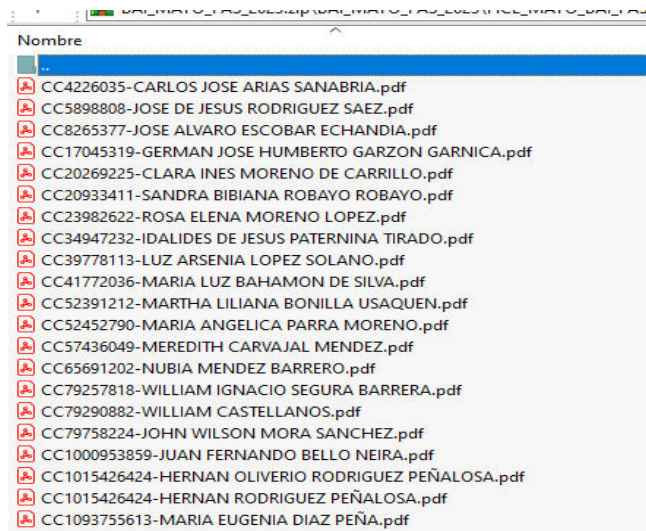 Nombre
..
CC4226035-CARLOS JOSE ARIAS SANABRIA.pdf
CC5898808-JOSE DE JESUS RODRIGUEZ SAEZ.pdf
CC8265377-JOSE ALVARO ESCOBAR ECHANDIA.pdf
CC17045319-GERMAN JOSE HUMBERTO GARZON GARNICA.pdf
CC20269225-CLARA INES MORENO DE CARRILLO.pdf
CC20933411-SANDRA BIBIANA ROBAYO ROBAYO.pdf
CC23982622-ROSA ELENA MORENO LOPEZ.pdf
CC34947232-IDALIDES DE JESUS PATERNINA TIRADO.pdf
CC39778113-LUZ ARSENIA LOPEZ SOLANO.pdf
CC41772036-MARIA LUZ BAHAMON DE SILVA.pdf
CC52391212-MARTHA LILIANA BONILLA USAQUEN.pdf
CC52452790-MARIA ANGELICA PARRA MORENO.pdf
CC57436049-MEREDITH CARVAJAL MENDEZ.pdf
CC65691202-NUBIA MENDEZ BARRERO.pdf
CC79257818-WILLIAM IGNACIO SEGURA BARRERA.pdf
CC79290882-WILLIAM CASTELLANOS.pdf
CC79758224-JOHN WILSON MORA SANCHEZ.pdf
CC1000953859-JUAN FERNANDO BELLO NEIRA.pdf
CC1015426424-HERNAN OLIVERIO RODRIGUEZ PEÑALOSA.pdf
CC1015426424-HERNAN RODRIGUEZ PEÑALOSA.pdf
CC1093755613-MARIA EUGENIA DIAZ PEÑA.pdf